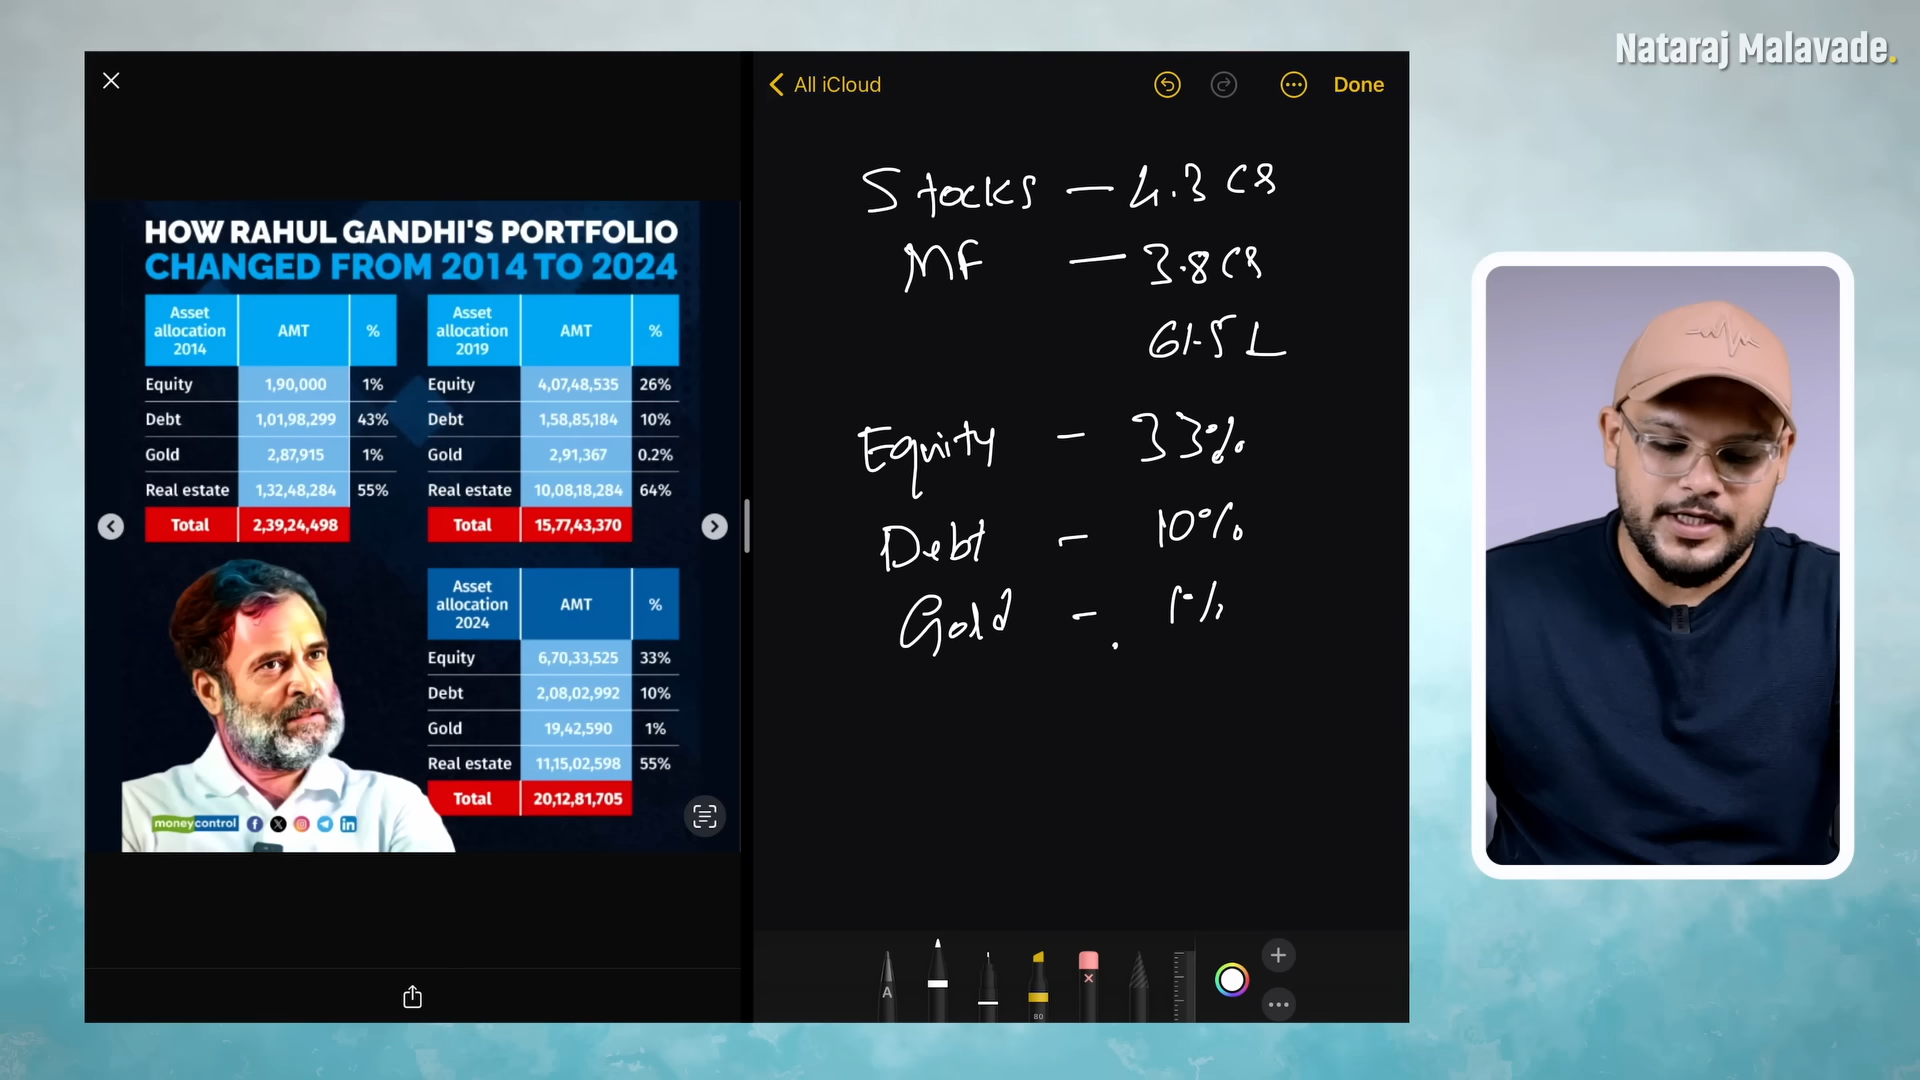 Nataraj Malavade.
HOW RAHUL GANDHI'S PORTFOLIO
CHANGED FROM 2014 TO 2024
Asset allocation 2014 AMT %
Equity 1,90,000 1%
Debt 1,01,98,299 43%
Gold 2,87,915 1%
Real estate 1,32,48,284 55%
Total 2,39,24,498
Asset allocation 2019 AMT %
Equity 4,07,48,535 26%
Debt 1,58,85,184 10%
Gold 2,91,367 0.2%
Real estate 10,08,18,284 64%
Total 15,77,43,370
Asset allocation 2024 AMT %
Equity 6,70,33,525 33%
Debt 2,08,02,992 10%
Gold 19,42,590 1%
Real estate 11,15,02,598 55%
Total 20,12,81,705
moneycontrol
All iCloud
Done
Stocks — 4.3 CR
MF — 3.8 CR
61.5 L
Equity - 33%
Debt - 10%
Gold - 1%
A
80